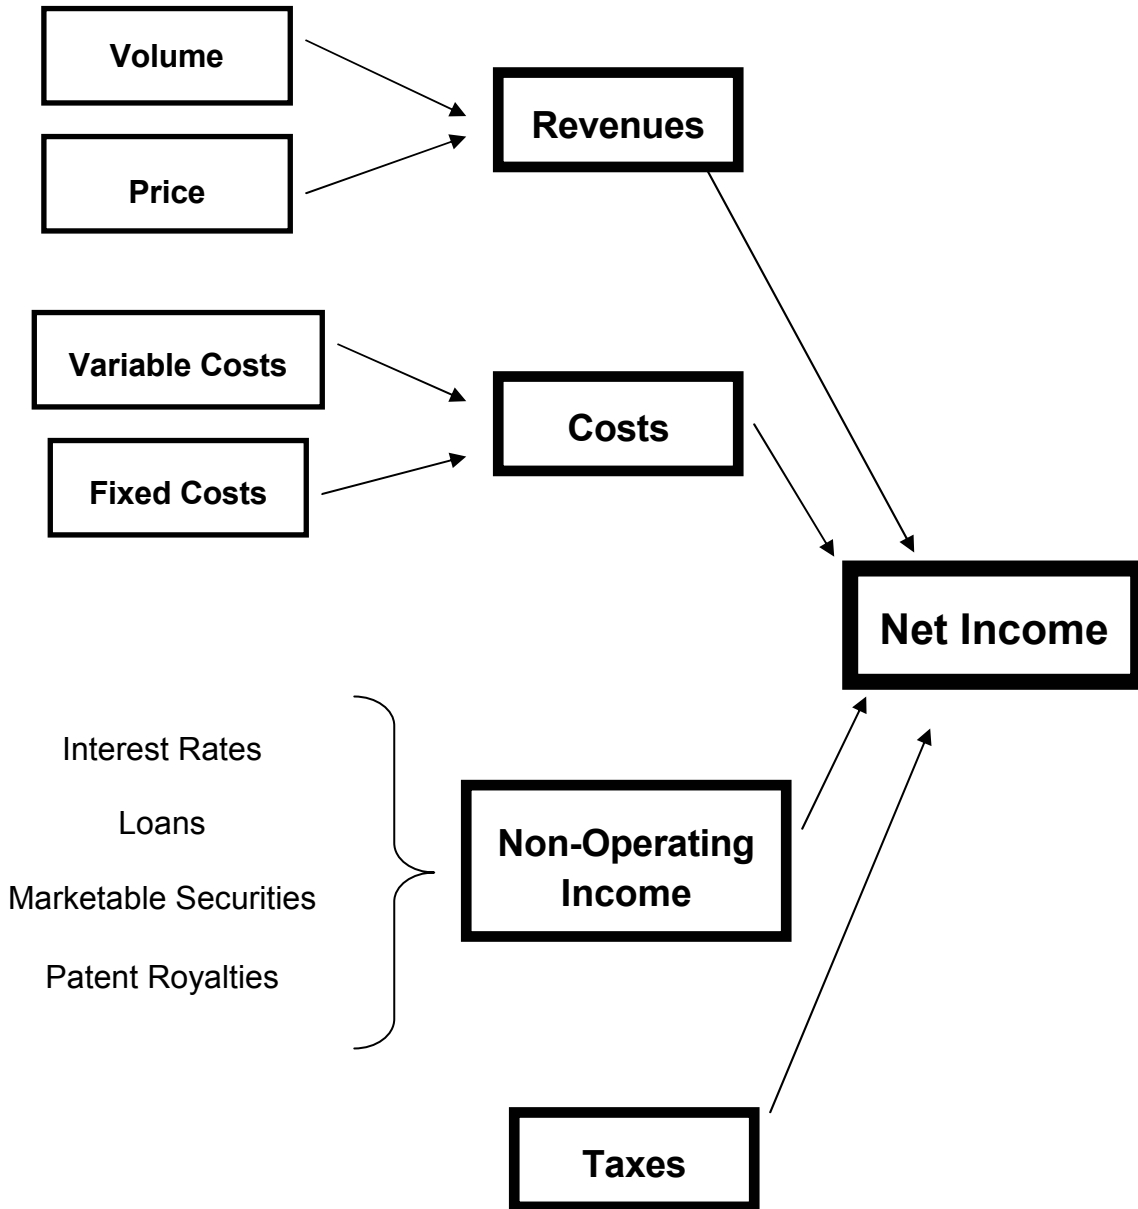 Volume
Price
Revenues
Variable Costs
Fixed Costs
Costs
Net Income
Interest Rates
Loans
Marketable Securities
Patent Royalties
Non-Operating
Income
Taxes